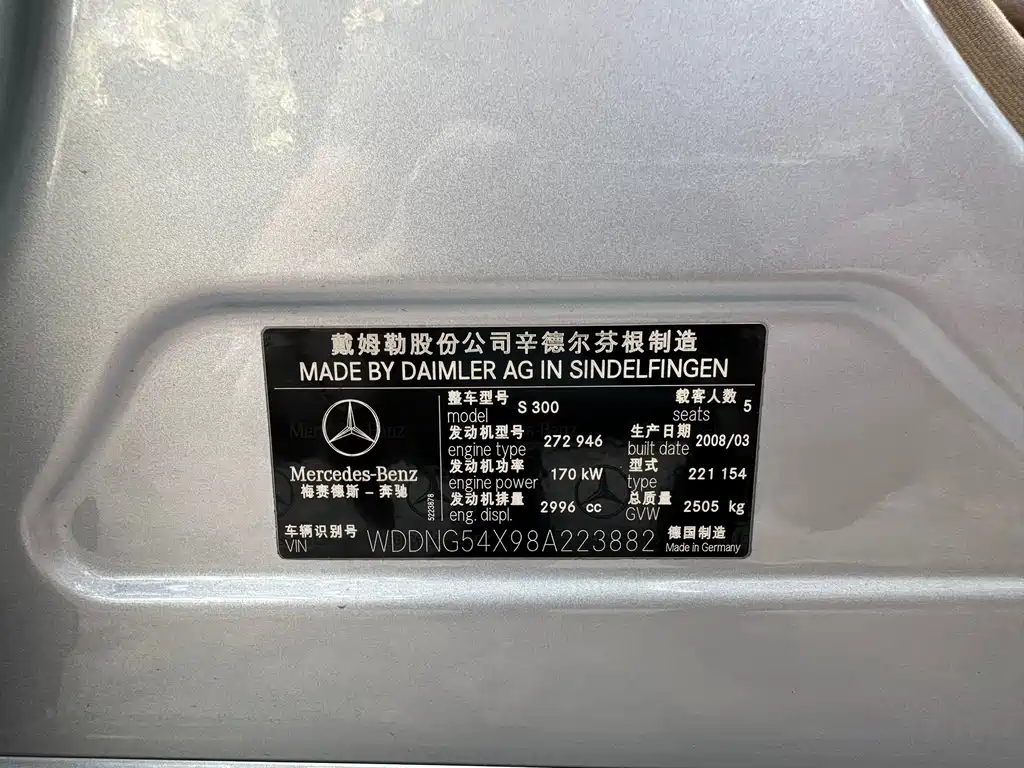 戴姆勒股份公司辛德尔芬根制造
MADE BY DAIMLER AG IN SINDELFINGEN
Mercedes-Benz
梅赛德斯－奔驰
5223878
整车型号
model
S 300
载客人数
seats
5
发动机型号
engine type
272 946
生产日期
built date
2008/03
发动机功率
engine power
170 kW
型式
type
221 154
发动机排量
eng. displ.
2996 cc
总质量
GVW
2505 kg
车辆识别号
VIN
WDDNG54X98A223882
德国制造
Made in Germany